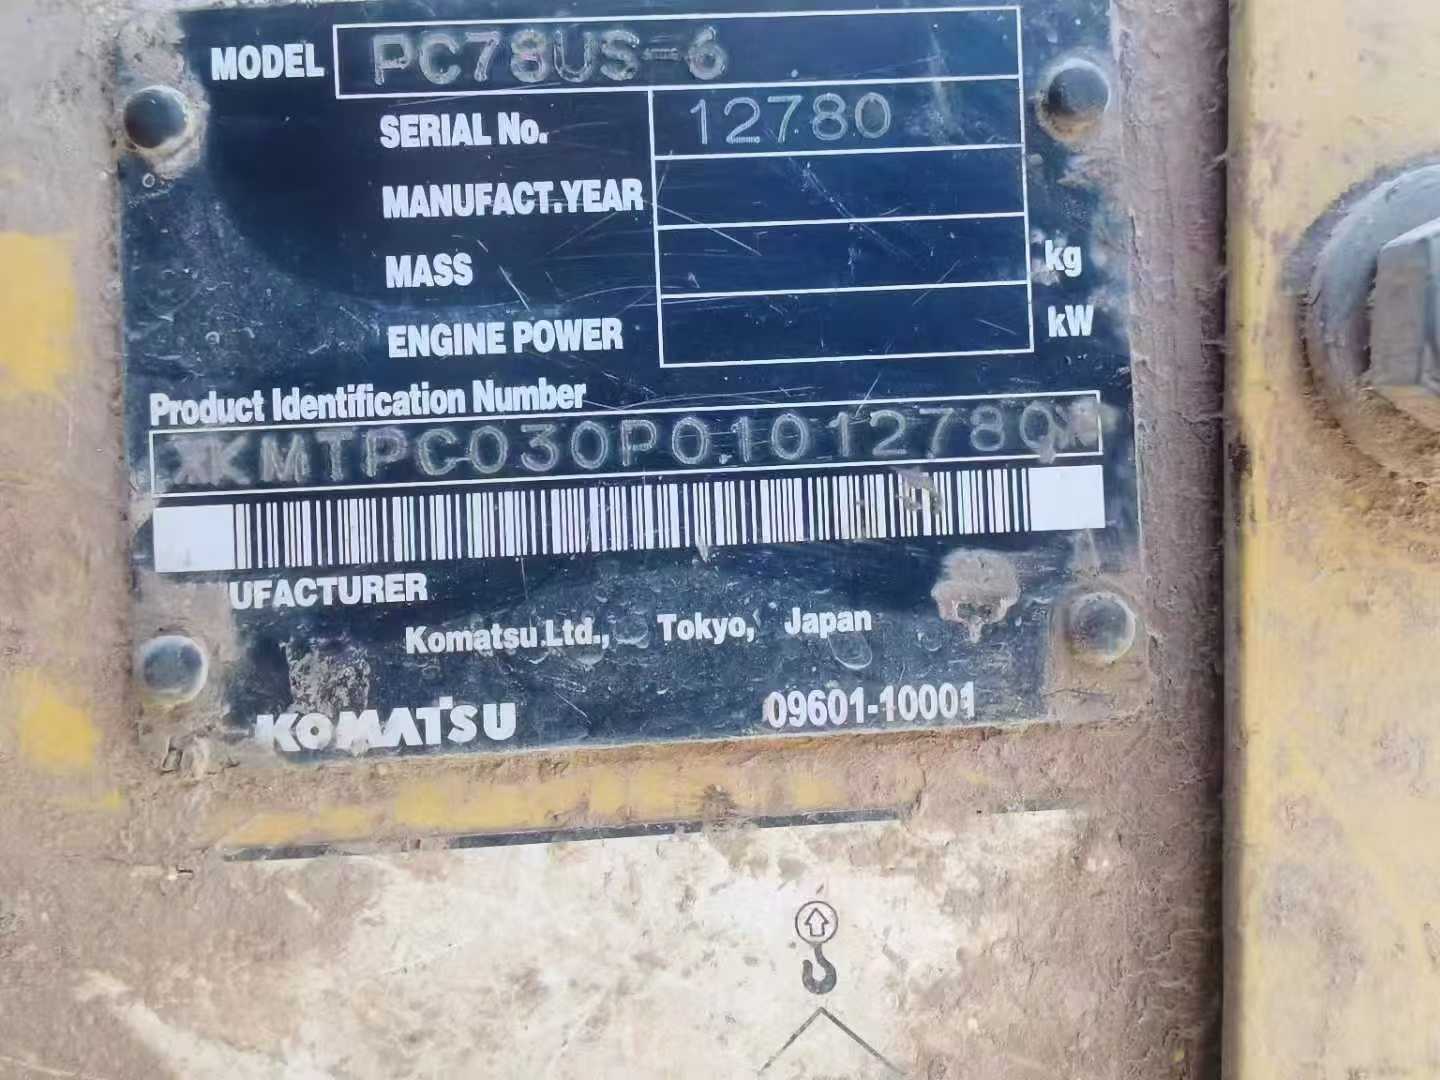 MODEL PC78US-6
SERIAL No. 12780
MANUFACT.YEAR
MASS kg
ENGINE POWER kW
Product Identification Number
*KMTPC030P01012780*
UFACTURER
Komatsu Ltd., Tokyo, Japan
KOMATSU 09601-10001